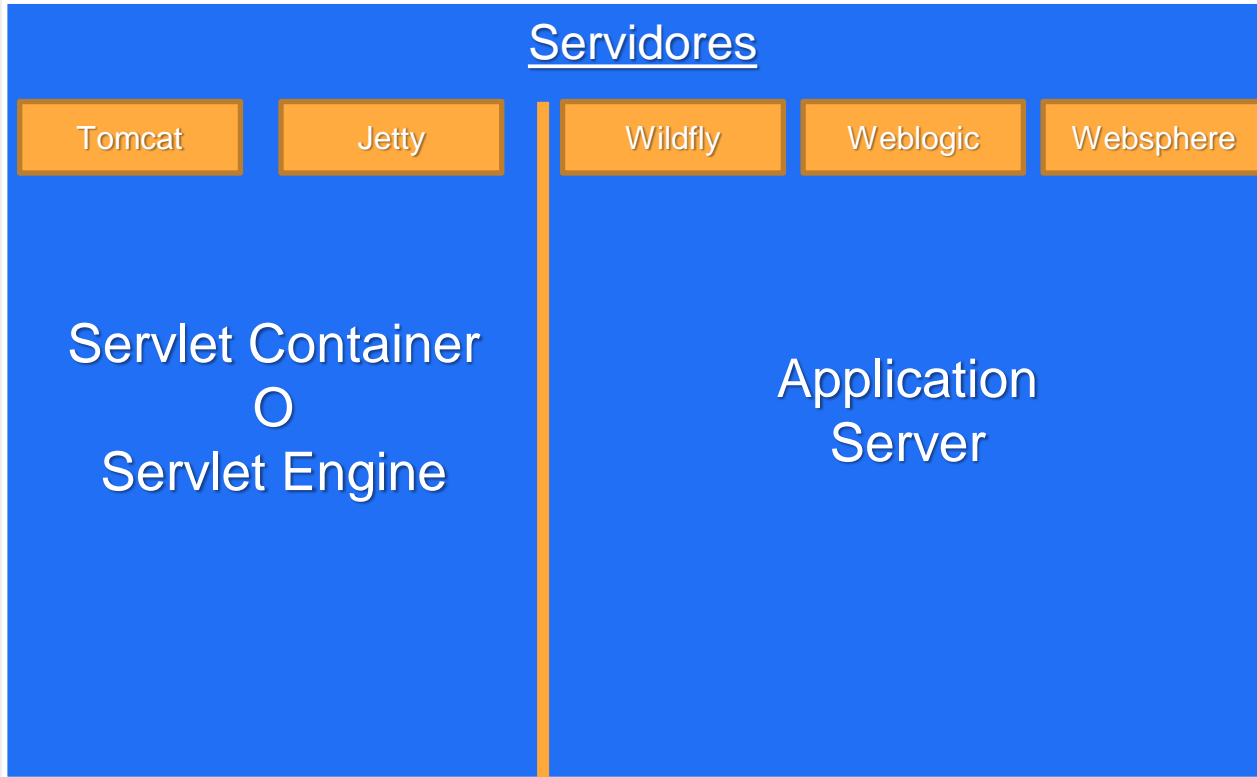 Servidores
Tomcat
Jetty
Wildfly
Weblogic
Websphere
Servlet Container
O
Servlet Engine
Application
Server